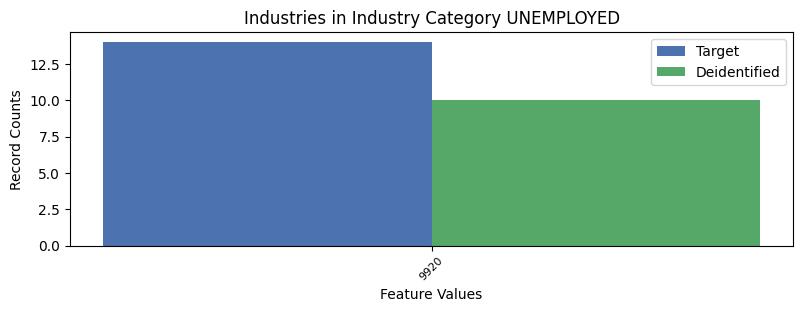 Industries in Industry Category UNEMPLOYED
Target
Deidentified
Record Counts
12.5
10.0
7.5
5.0
2.5
0.0
9920
Feature Values